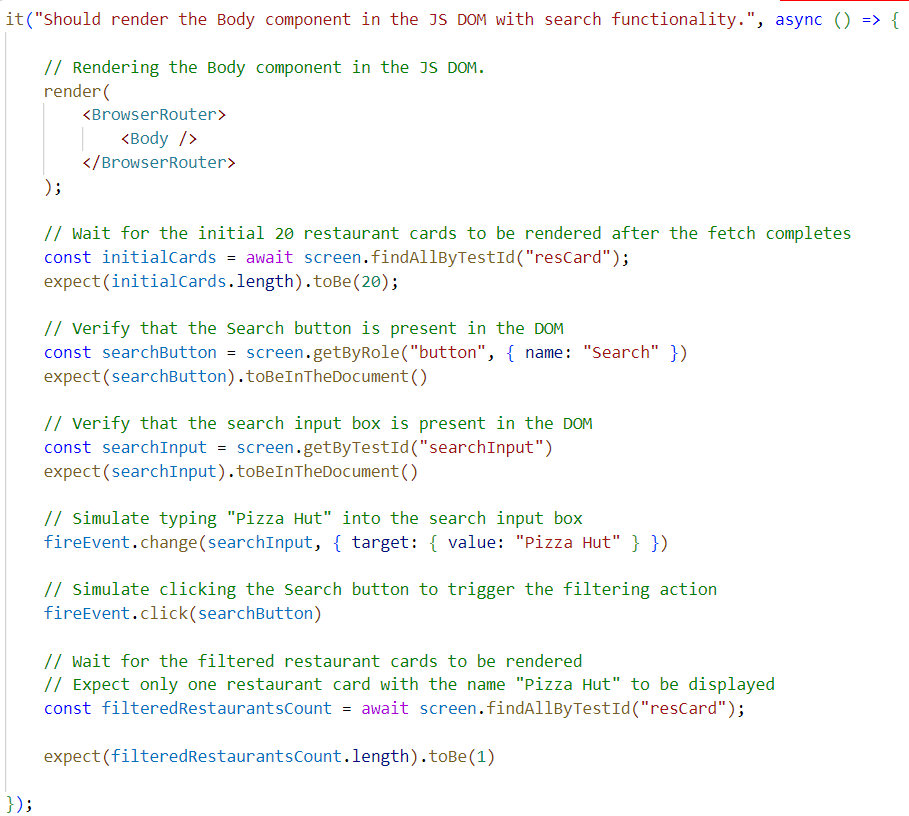 it("Should render the Body component in the JS DOM with search functionality.", async () => {
// Rendering the Body component in the JS DOM.
render(
<BrowserRouter>
<Body />
</BrowserRouter>
);
// Wait for the initial 20 restaurant cards to be rendered after the fetch completes
const initialCards = await screen.findAllByTestId("resCard");
expect(initialCards.length).toBe(20);
// Verify that the Search button is present in the DOM
const searchButton = screen.getByRole("button", { name: "Search" })
expect(searchButton).toBeInTheDocument()
// Verify that the search input box is present in the DOM
const searchInput = screen.getByTestId("searchInput")
expect(searchInput).toBeInTheDocument()
// Simulate typing "Pizza Hut" into the search input box
fireEvent.change(searchInput, { target: { value: "Pizza Hut" } })
// Simulate clicking the Search button to trigger the filtering action
fireEvent.click(searchButton)
// Wait for the filtered restaurant cards to be rendered
// Expect only one restaurant card with the name "Pizza Hut" to be displayed
const filteredRestaurantsCount = await screen.findAllByTestId("resCard");
expect(filteredRestaurantsCount.length).toBe(1)
});